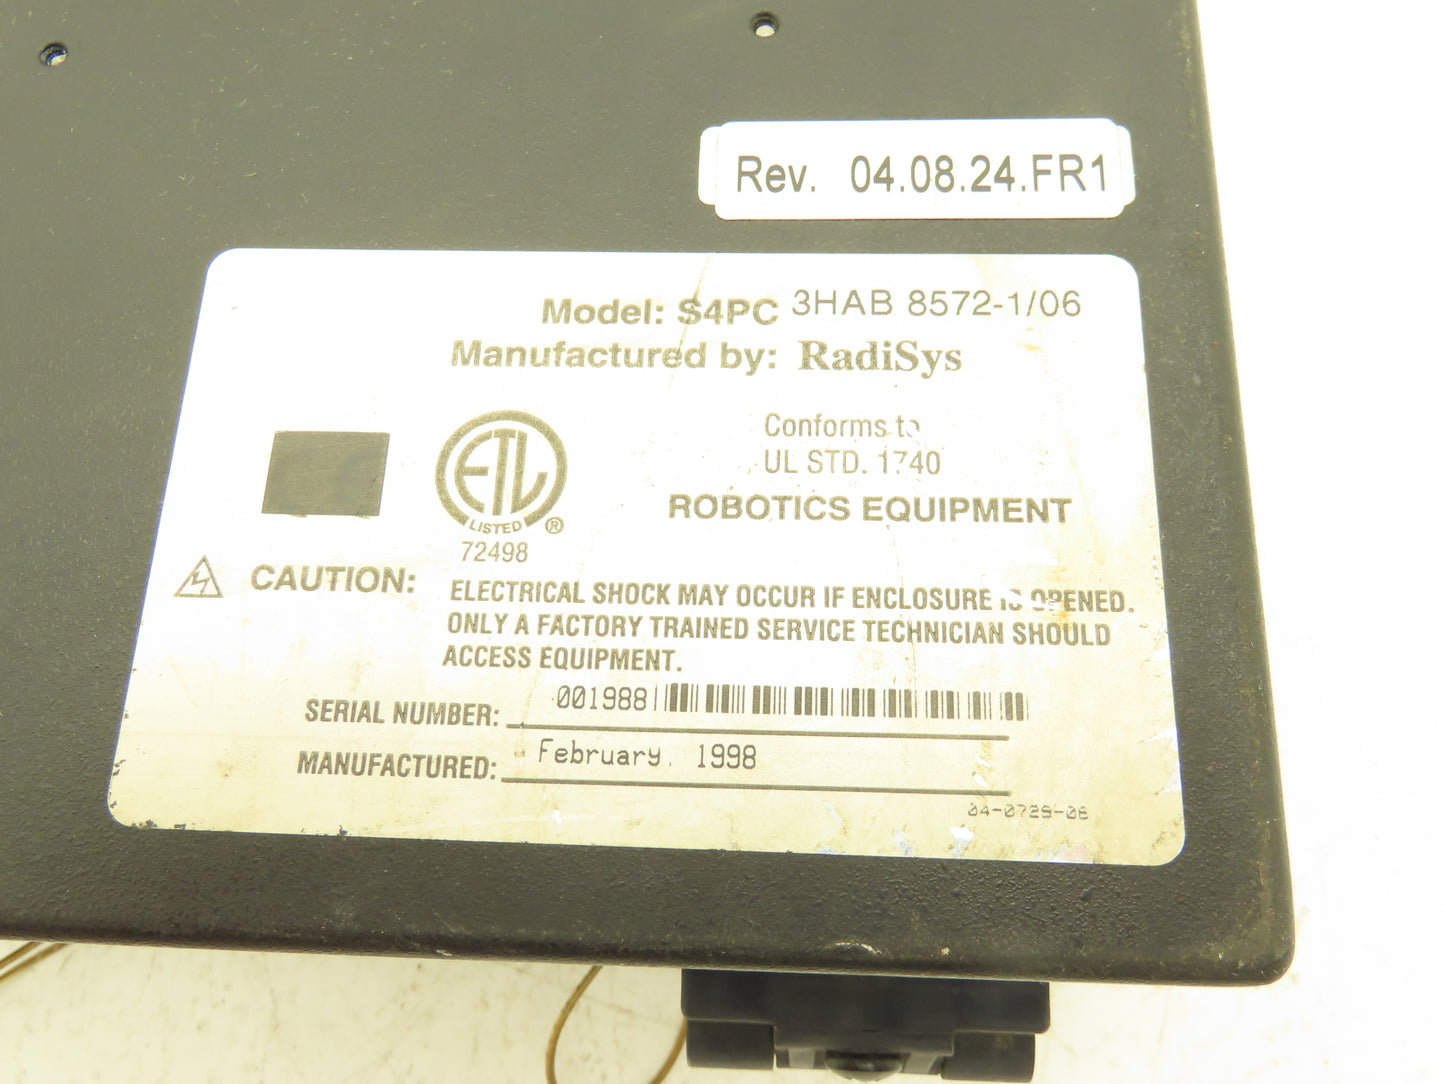 Rev. 04.08.24.FR1
Model: S4PC 3HAB 8572-1/06
Manufactured by: RadiSys
ETL
LISTED ®
72498
Conforms to
UL STD. 1740
ROBOTICS EQUIPMENT
CAUTION: ELECTRICAL SHOCK MAY OCCUR IF ENCLOSURE IS OPENED.
ONLY A FACTORY TRAINED SERVICE TECHNICIAN SHOULD
ACCESS EQUIPMENT.
SERIAL NUMBER: 001988
MANUFACTURED: February, 1998
04-0729-06